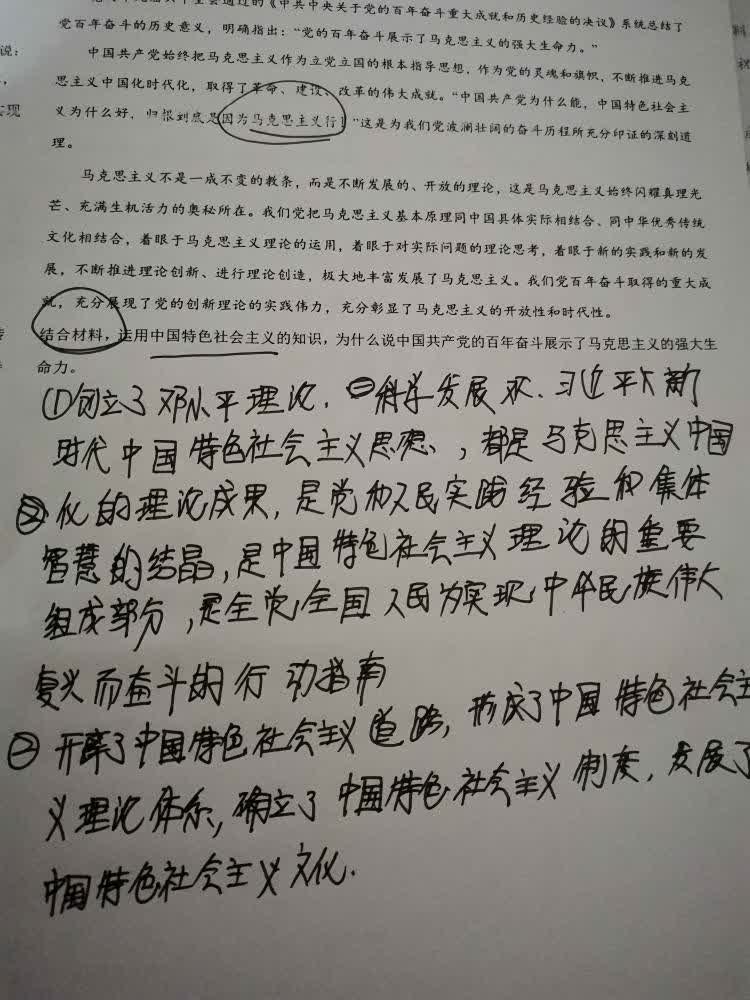 通过的《中共中央关于党的百年奋斗重大成就和历史经验的决议》系统总结了
党百年奋斗的历史意义，明确指出：“党的百年奋斗展示了马克思主义的强大生命力。”
说：
中国共产党始终把马克思主义作为立党立国的根本指导思想，作为党的灵魂和旗帜，不断推进马克
思主义中国化时代化，取得了革命、建设、改革的伟大成就。“中国共产党为什么能，中国特色社会主
实现
义为什么好，归根到底是因为马克思主义行！”这是为我们党波澜壮阔的奋斗历程所充分印证的深刻道
理。
马克思主义不是一成不变的教条，而是不断发展的、开放的理论，这是马克思主义始终闪耀真理光
芒、充满生机活力的奥秘所在。我们党把马克思主义基本原理同中国具体实际相结合、同中华优秀传统
文化相结合，着眼于马克思主义理论的运用，着眼于对实际问题的理论思考，着眼于新的实践和新的发
展，不断推进理论创新、进行理论创造，极大地丰富发展了马克思主义。我们党百年奋斗取得的重大成
就，充分展现了党的创新理论的实践伟力，充分彰显了马克思主义的开放性和时代性。
结合材料，运用中国特色社会主义的知识，为什么说中国共产党的百年奋斗展示了马克思主义的强大生
命力。
①创立了邓小平理论，科学发展观、习近平新
时代中国特色社会主义思想，都是马克思主义中国
化的理论成果，是党和人民实践经验和集体
智慧的结晶，是中国特色社会主义理论的重要
组成部分，是全党全国人民为实现中华民族伟大
复兴而奋斗的行动指南
②开辟了中国特色社会主义道路，形成了中国特色社会主
义理论体系，确立了中国特色社会主义制度，发展了
中国特色社会主义文化.